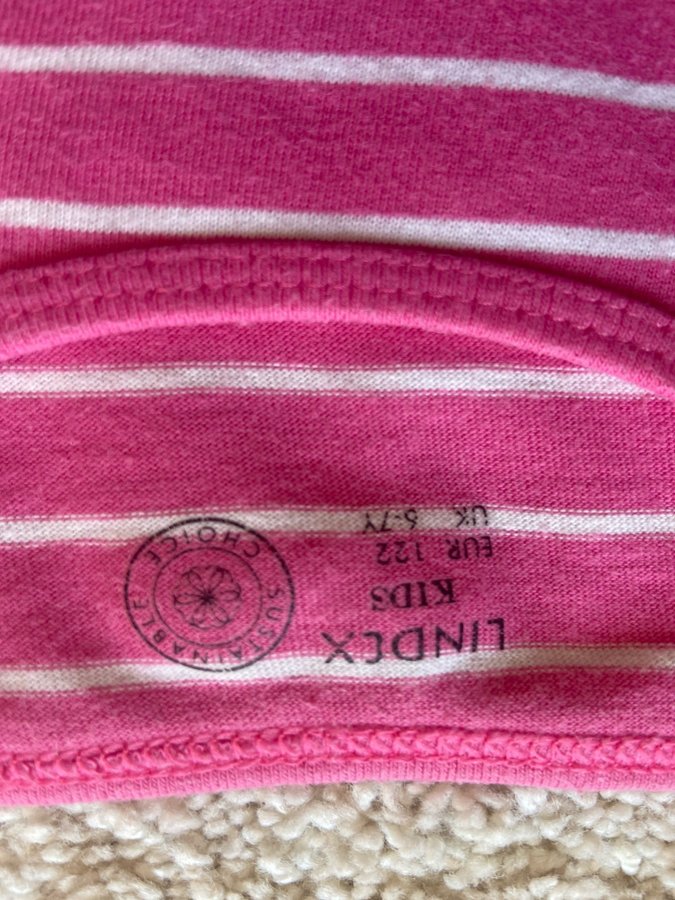 LINDEX
KIDS
EUR 122
UK 6-7Y
SUSTAINABLE CHOICE